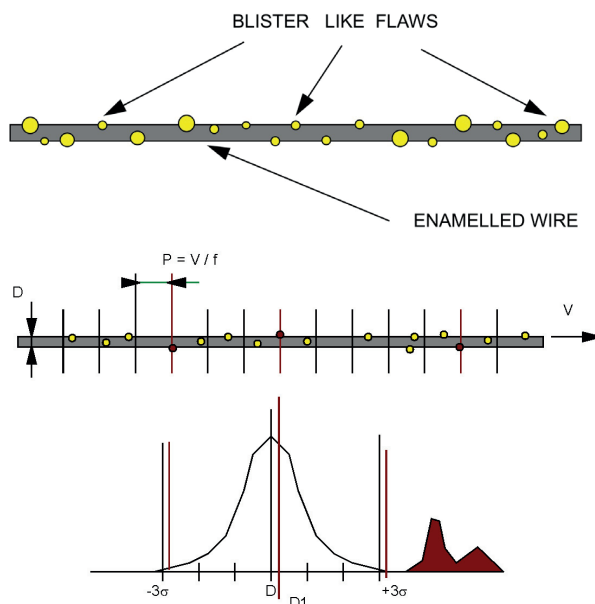 BLISTER LIKE FLAWS
ENAMELLED WIRE
P = V / f
D
V
-3σ
D
+3σ
D1